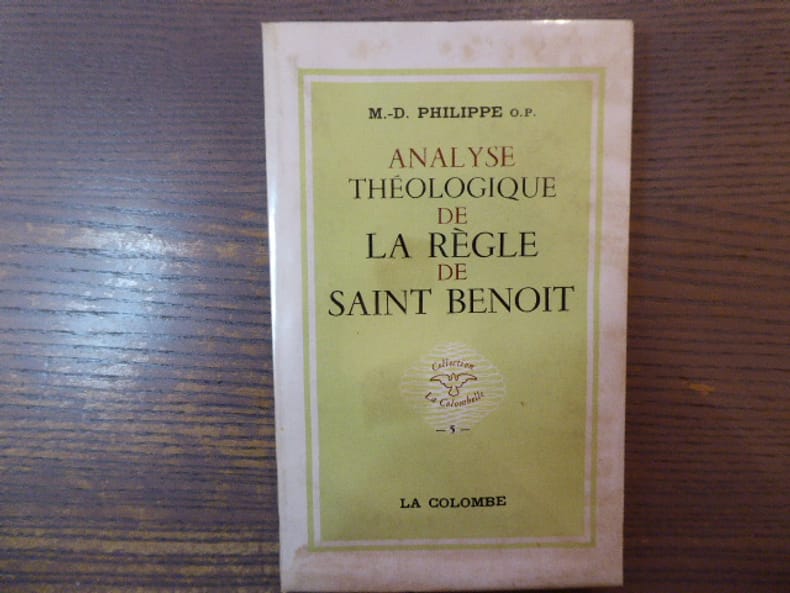 M.-D. PHILIPPE O.P.
ANALYSE
THÉOLOGIQUE
DE
LA RÈGLE
DE
SAINT BENOIT
Collection
La Colombelle
— 5 —
LA COLOMBE